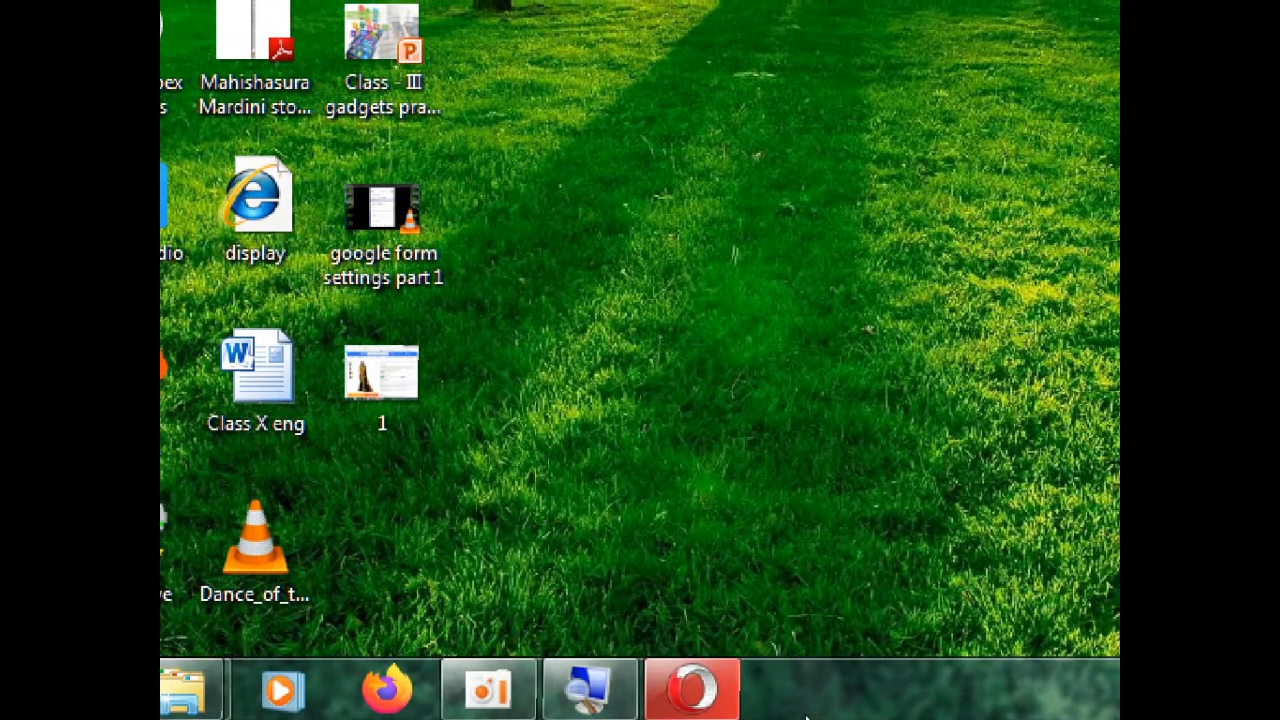 Mahishasura
Mardini sto...
Class - III
gadgets pra...
display
google form
settings part 1
Class X eng
1
Dance_of_t...